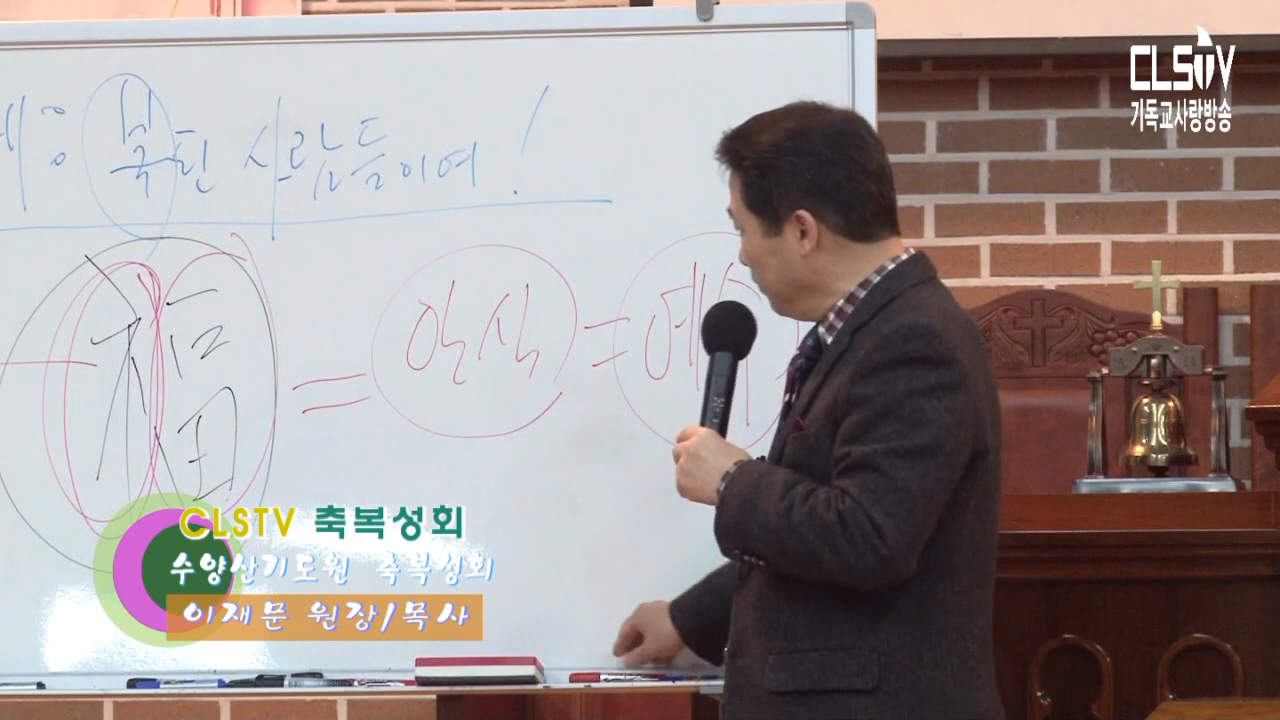 CLSTV
기독교사랑방송
제: 복된 사람들이여!
福 = 안식 =
CLSTV 축복성회
수양산기도원 축복성회
이재문 원장/목사